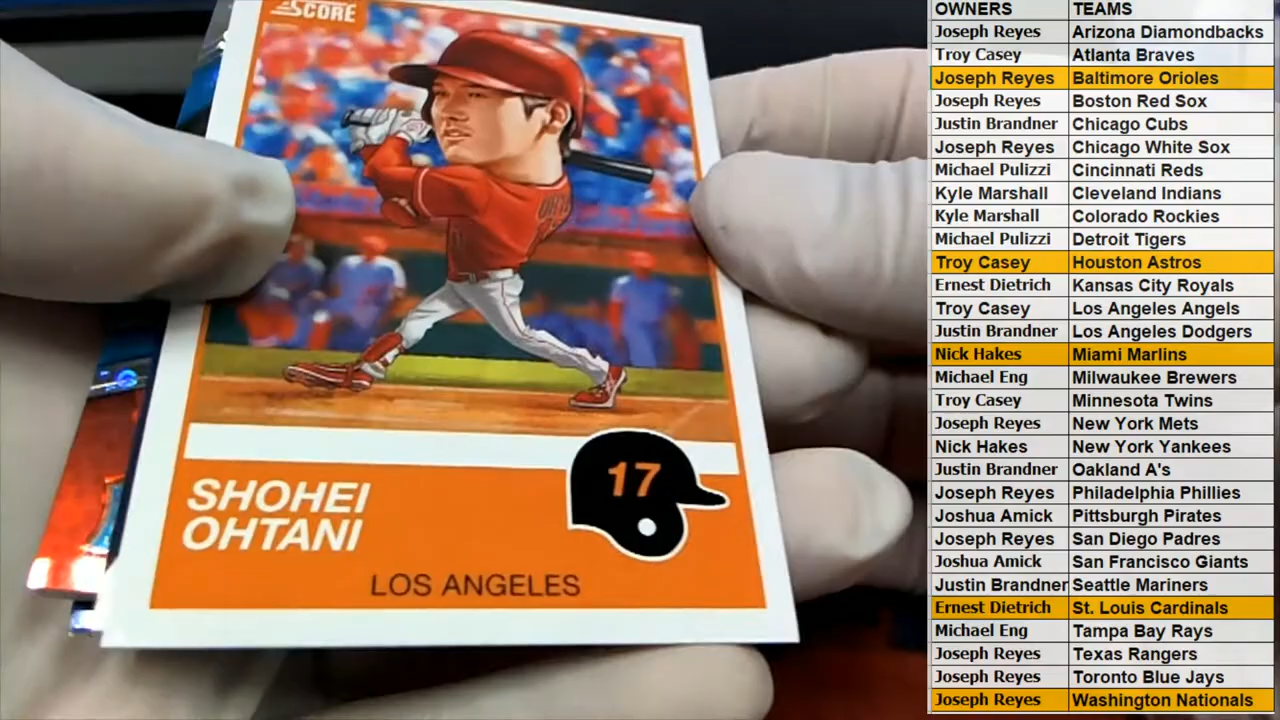 SCORE
17
SHOHEI
OHTANI
LOS ANGELES
OWNERS TEAMS
Joseph Reyes Arizona Diamondbacks
Troy Casey Atlanta Braves
Joseph Reyes Baltimore Orioles
Joseph Reyes Boston Red Sox
Justin Brandner Chicago Cubs
Joseph Reyes Chicago White Sox
Michael Pulizzi Cincinnati Reds
Kyle Marshall Cleveland Indians
Kyle Marshall Colorado Rockies
Michael Pulizzi Detroit Tigers
Troy Casey Houston Astros
Ernest Dietrich Kansas City Royals
Troy Casey Los Angeles Angels
Justin Brandner Los Angeles Dodgers
Nick Hakes Miami Marlins
Michael Eng Milwaukee Brewers
Troy Casey Minnesota Twins
Joseph Reyes New York Mets
Nick Hakes New York Yankees
Justin Brandner Oakland A's
Joseph Reyes Philadelphia Phillies
Joshua Amick Pittsburgh Pirates
Joseph Reyes San Diego Padres
Joshua Amick San Francisco Giants
Justin Brandner Seattle Mariners
Ernest Dietrich St. Louis Cardinals
Michael Eng Tampa Bay Rays
Joseph Reyes Texas Rangers
Joseph Reyes Toronto Blue Jays
Joseph Reyes Washington Nationals